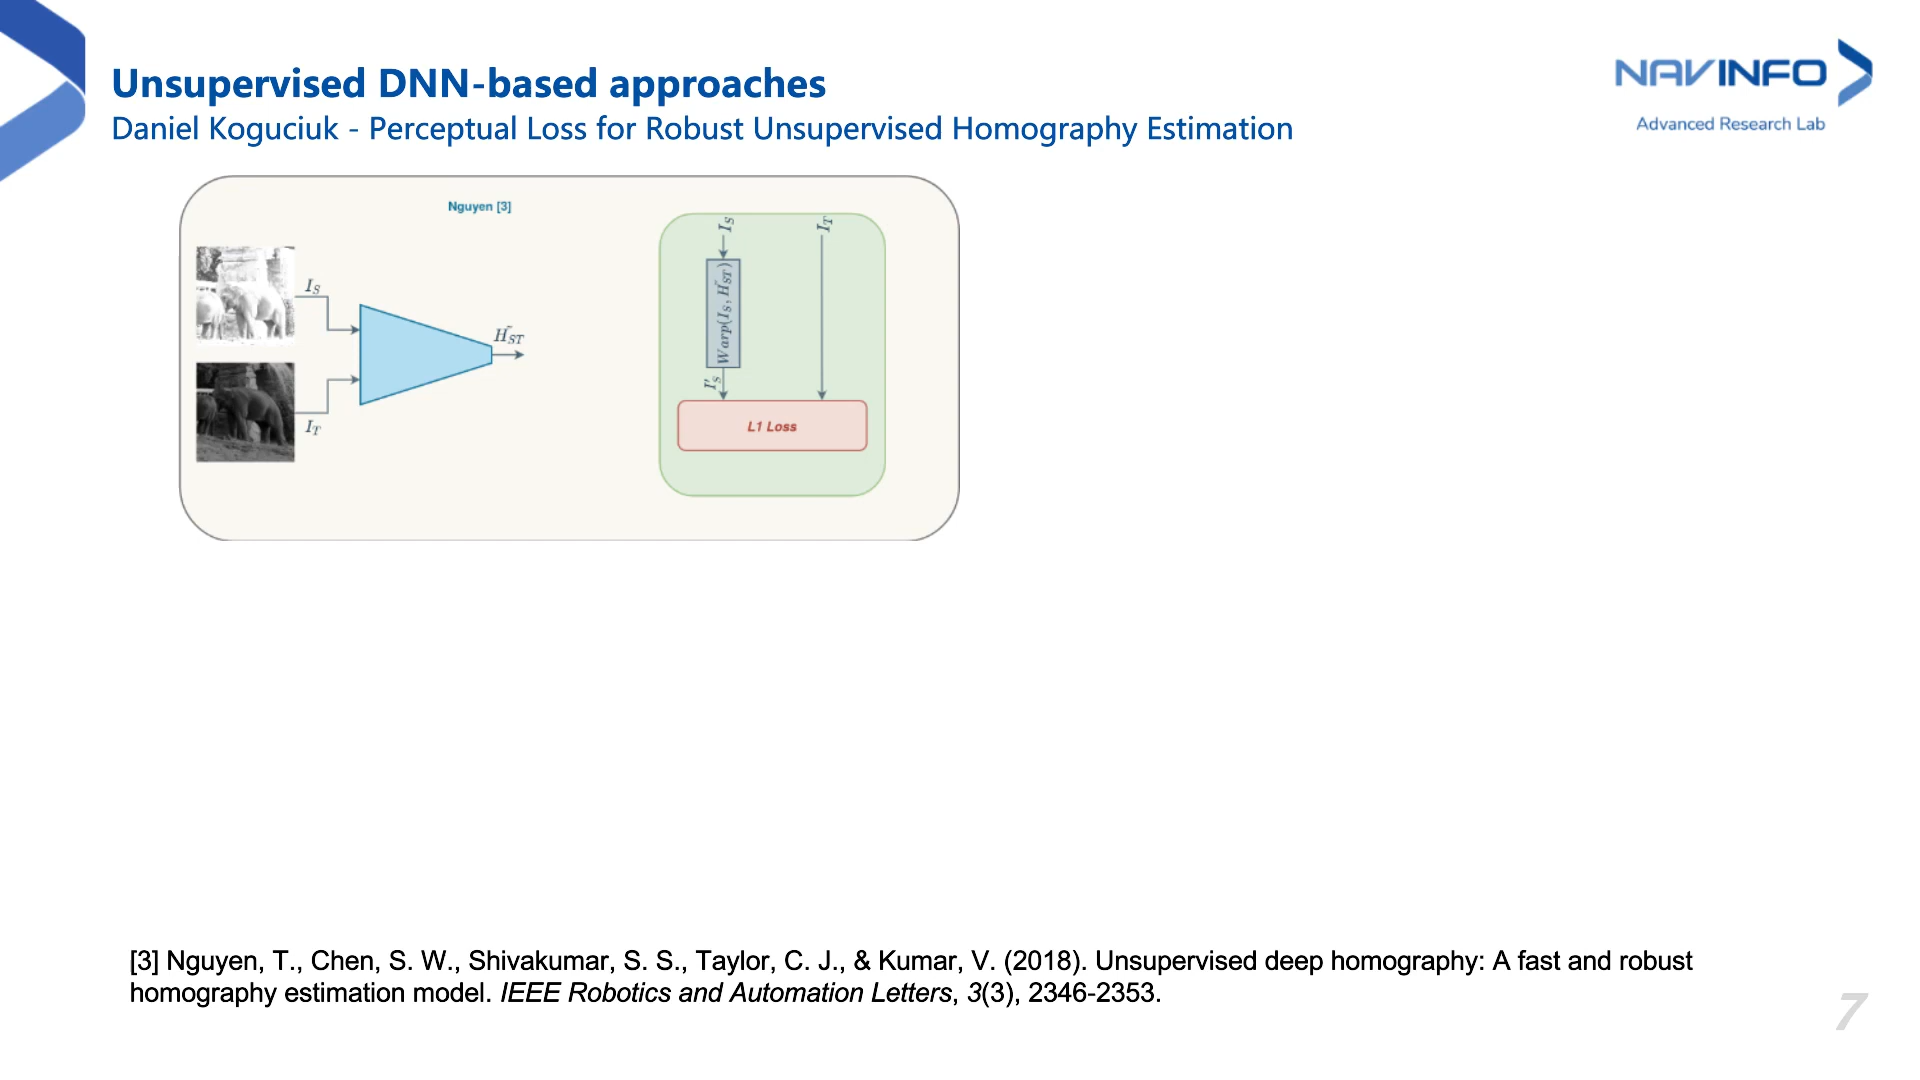 Unsupervised DNN-based approaches
Daniel Koguciuk - Perceptual Loss for Robust Unsupervised Homography Estimation
NAVINFO
Advanced Research Lab
Nguyen [3]
I_S
I_T
H̃_ST
I_S
I_T
Warp(I_S, H̃_ST)
I'_S
L1 Loss
[3] Nguyen, T., Chen, S. W., Shivakumar, S. S., Taylor, C. J., & Kumar, V. (2018). Unsupervised deep homography: A fast and robust
homography estimation model. IEEE Robotics and Automation Letters, 3(3), 2346-2353.
7